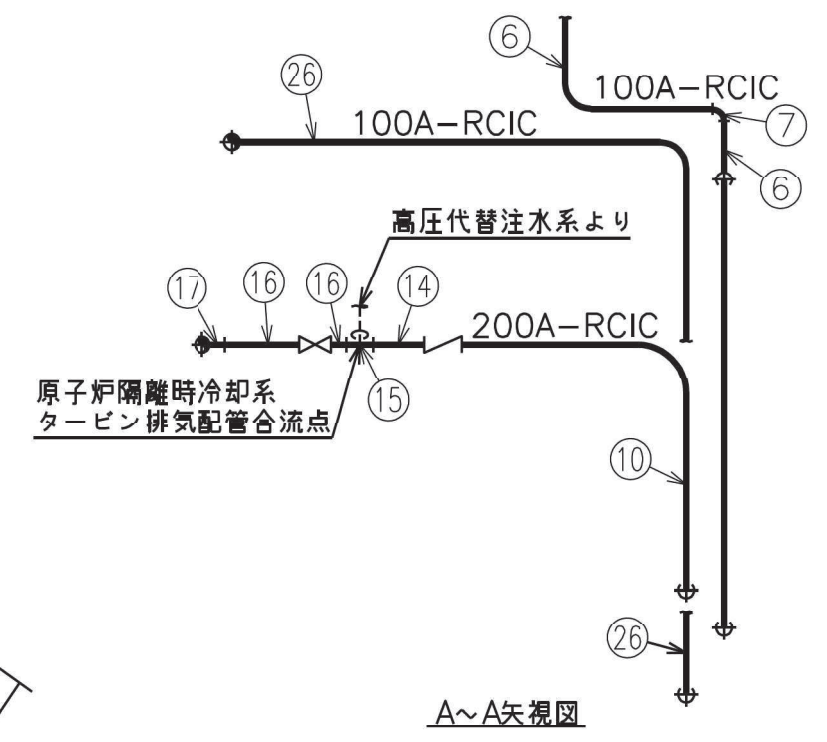 ⑥
100A-RCIC
㉖
100A-RCIC
⑦
⑥
高圧代替注水系より
⑰
⑯
⑯
⑭
200A-RCIC
原子炉隔離時冷却系
タービン排気配管合流点
⑮
⑩
㉖
A～A矢視図